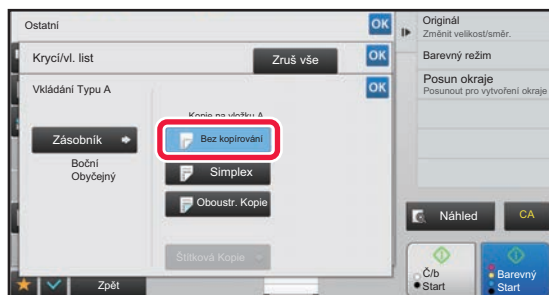 Ostatní
OK
Krycí/vl. list
Zruš vše
OK
Vkládání Typu A
OK
Kopie na vložku A
Zásobník
Boční
Obyčejný
Bez kopírování
Simplex
Oboustr. Kopie
Štítková Kopie
Zpět
Originál
Změnit velikost/směr.
Barevný režim
Posun okraje
Posunout pro vytvoření okraje
Náhled
CA
Č/b
Start
Barevný
Start